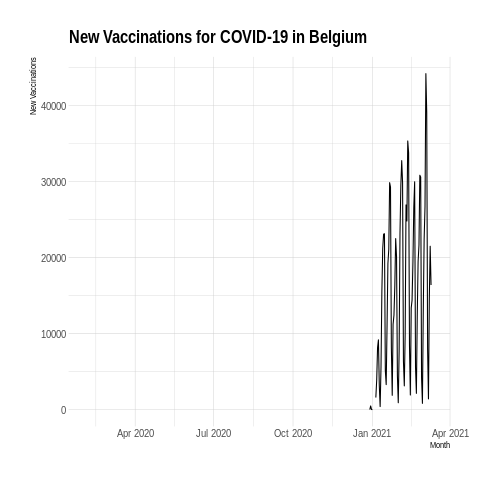 New Vaccinations for COVID-19 in Belgium
New Vaccinations
40000
30000
20000
10000
0
Apr 2020 Jul 2020 Oct 2020 Jan 2021 Apr 2021
Month